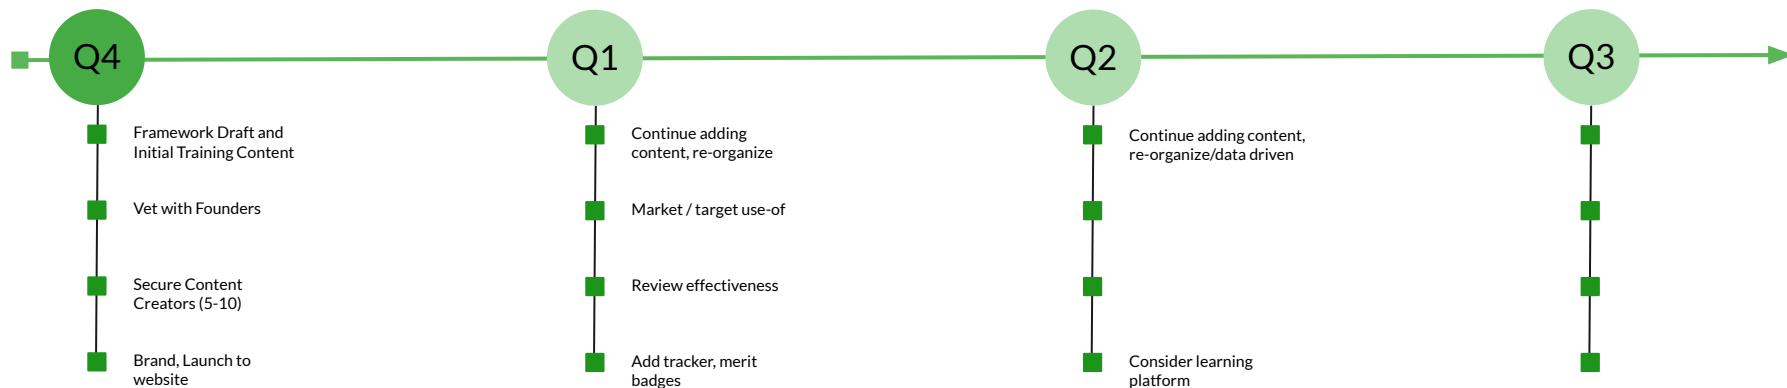 Q4
Framework Draft and
Initial Training Content
Vet with Founders
Secure Content
Creators (5-10)
Brand, Launch to
website
Q1
Continue adding
content, re-organize
Market / target use-of
Review effectiveness
Add tracker, merit
badges
Q2
Continue adding content,
re-organize/data driven
Consider learning
platform
Q3